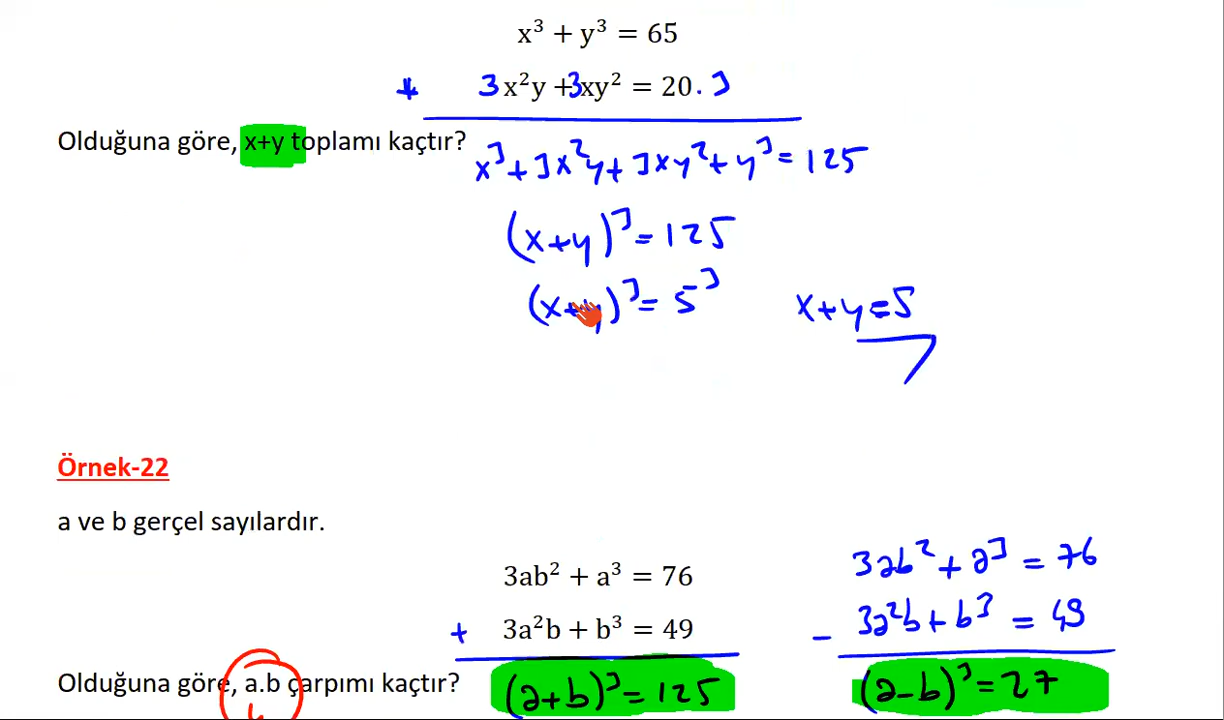 x³ + y³ = 65
+ 3x²y + 3xy² = 20 . 3
Olduğuna göre, x+y toplamı kaçtır?
x³ + 3x²y + 3xy² + y³ = 125
(x+y)³ = 125
(x+y)³ = 5³
x+y = 5
Örnek-22
a ve b gerçel sayılardır.
3ab² + a³ = 76
+ 3a²b + b³ = 49
(a+b)³ = 125
3ab² + a³ = 76
- 3a²b + b³ = 49
(a-b)³ = 27
Olduğuna göre, a.b çarpımı kaçtır?